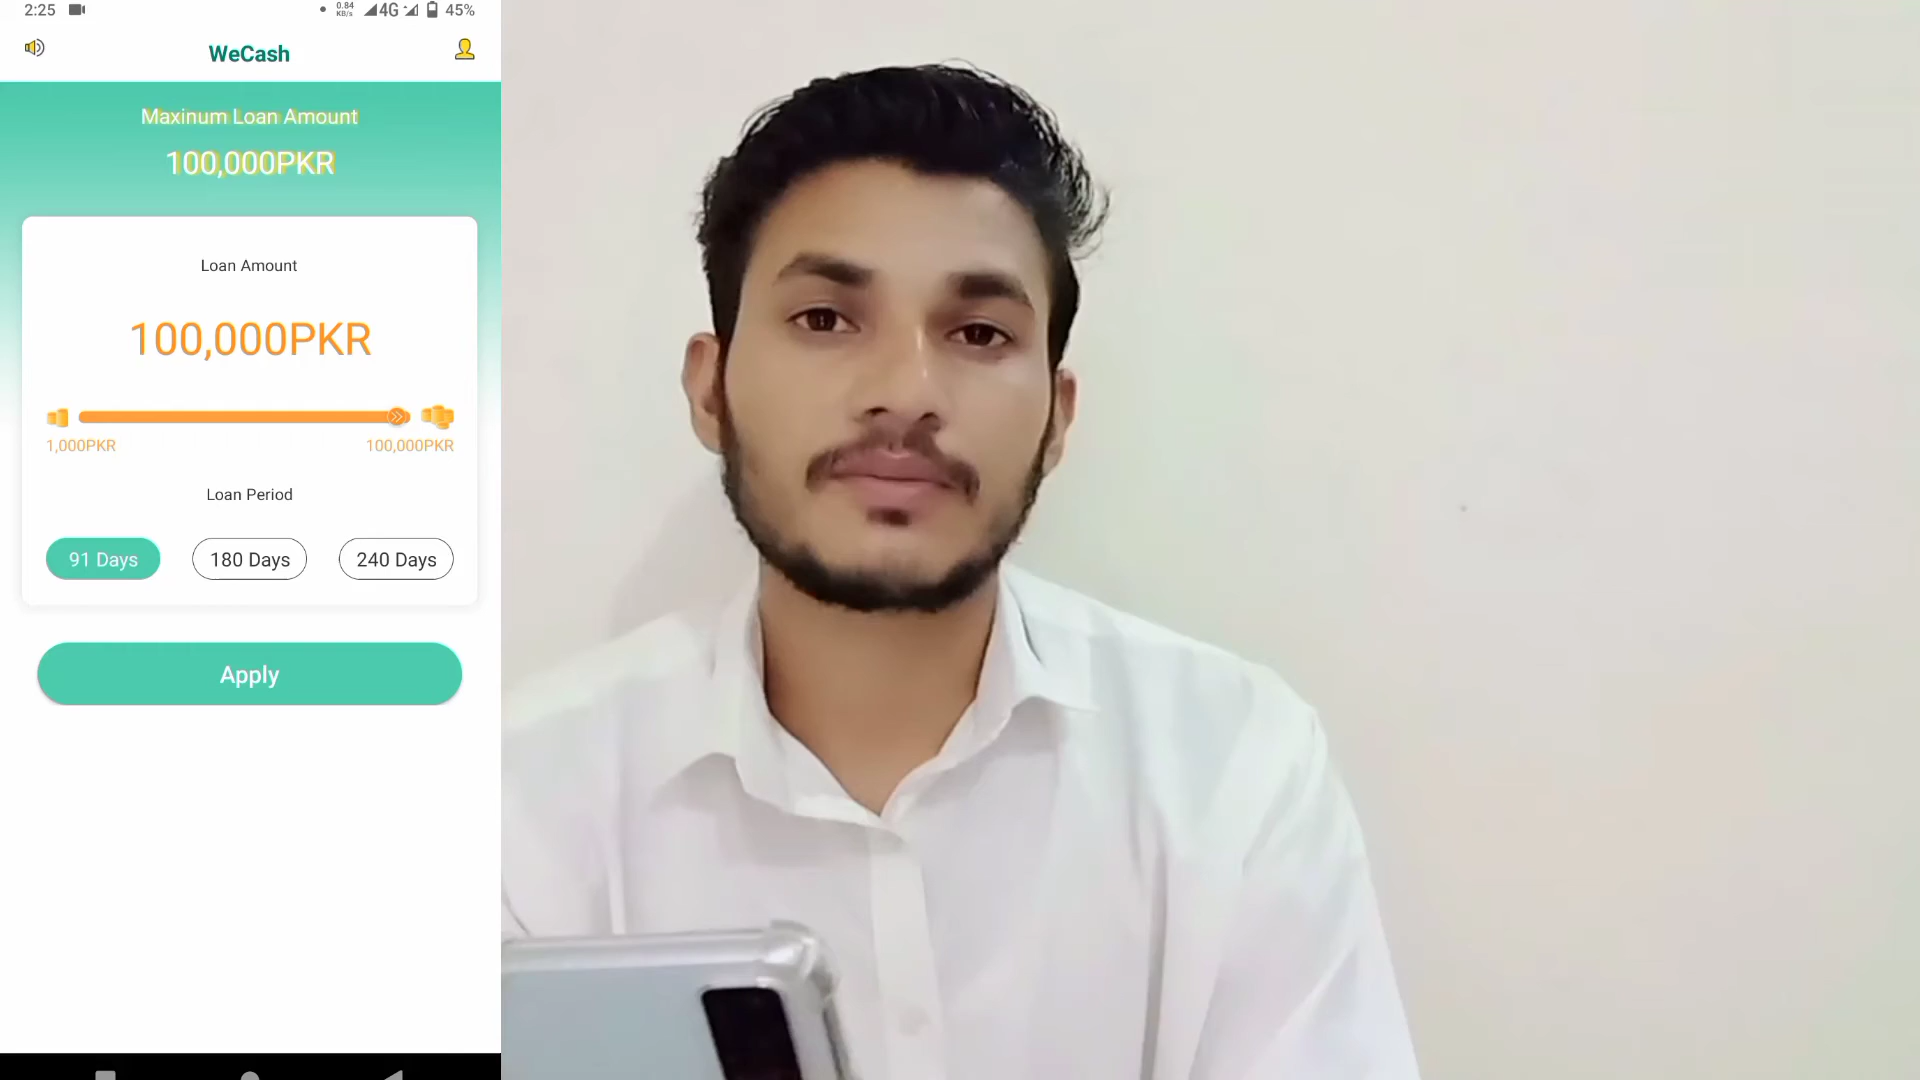 2:25 0.84 KB/s 4G 45%
WeCash
Maxinum Loan Amount
100,000PKR
Loan Amount
100,000PKR
1,000PKR 100,000PKR
Loan Period
91 Days 180 Days 240 Days
Apply